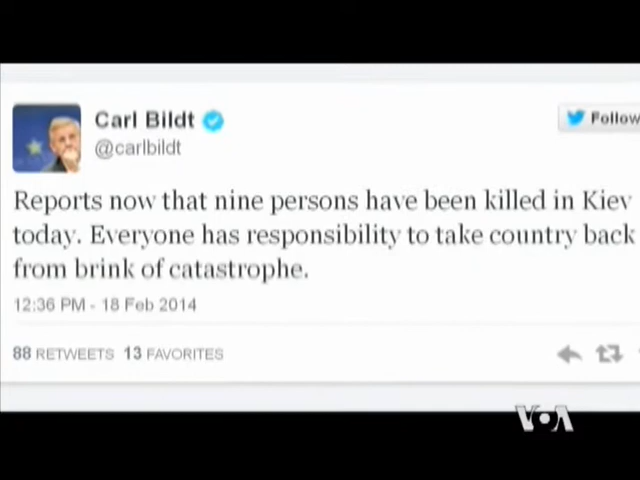 Carl Bildt
@carlbildt
Follow
Reports now that nine persons have been killed in Kiev
today. Everyone has responsibility to take country back
from brink of catastrophe.
12:36 PM - 18 Feb 2014
88 RETWEETS 13 FAVORITES
VOA